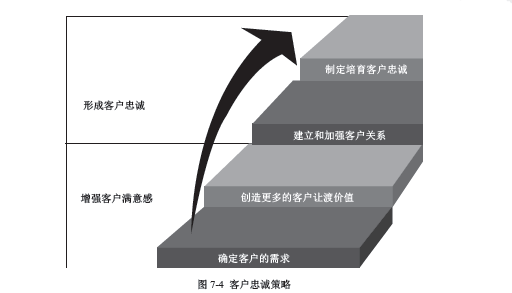 制定培育客户忠诚
形成客户忠诚
建立和加强客户关系
增强客户满意感
创造更多的客户让渡价值
确定客户的需求
图 7-4 客户忠诚策略